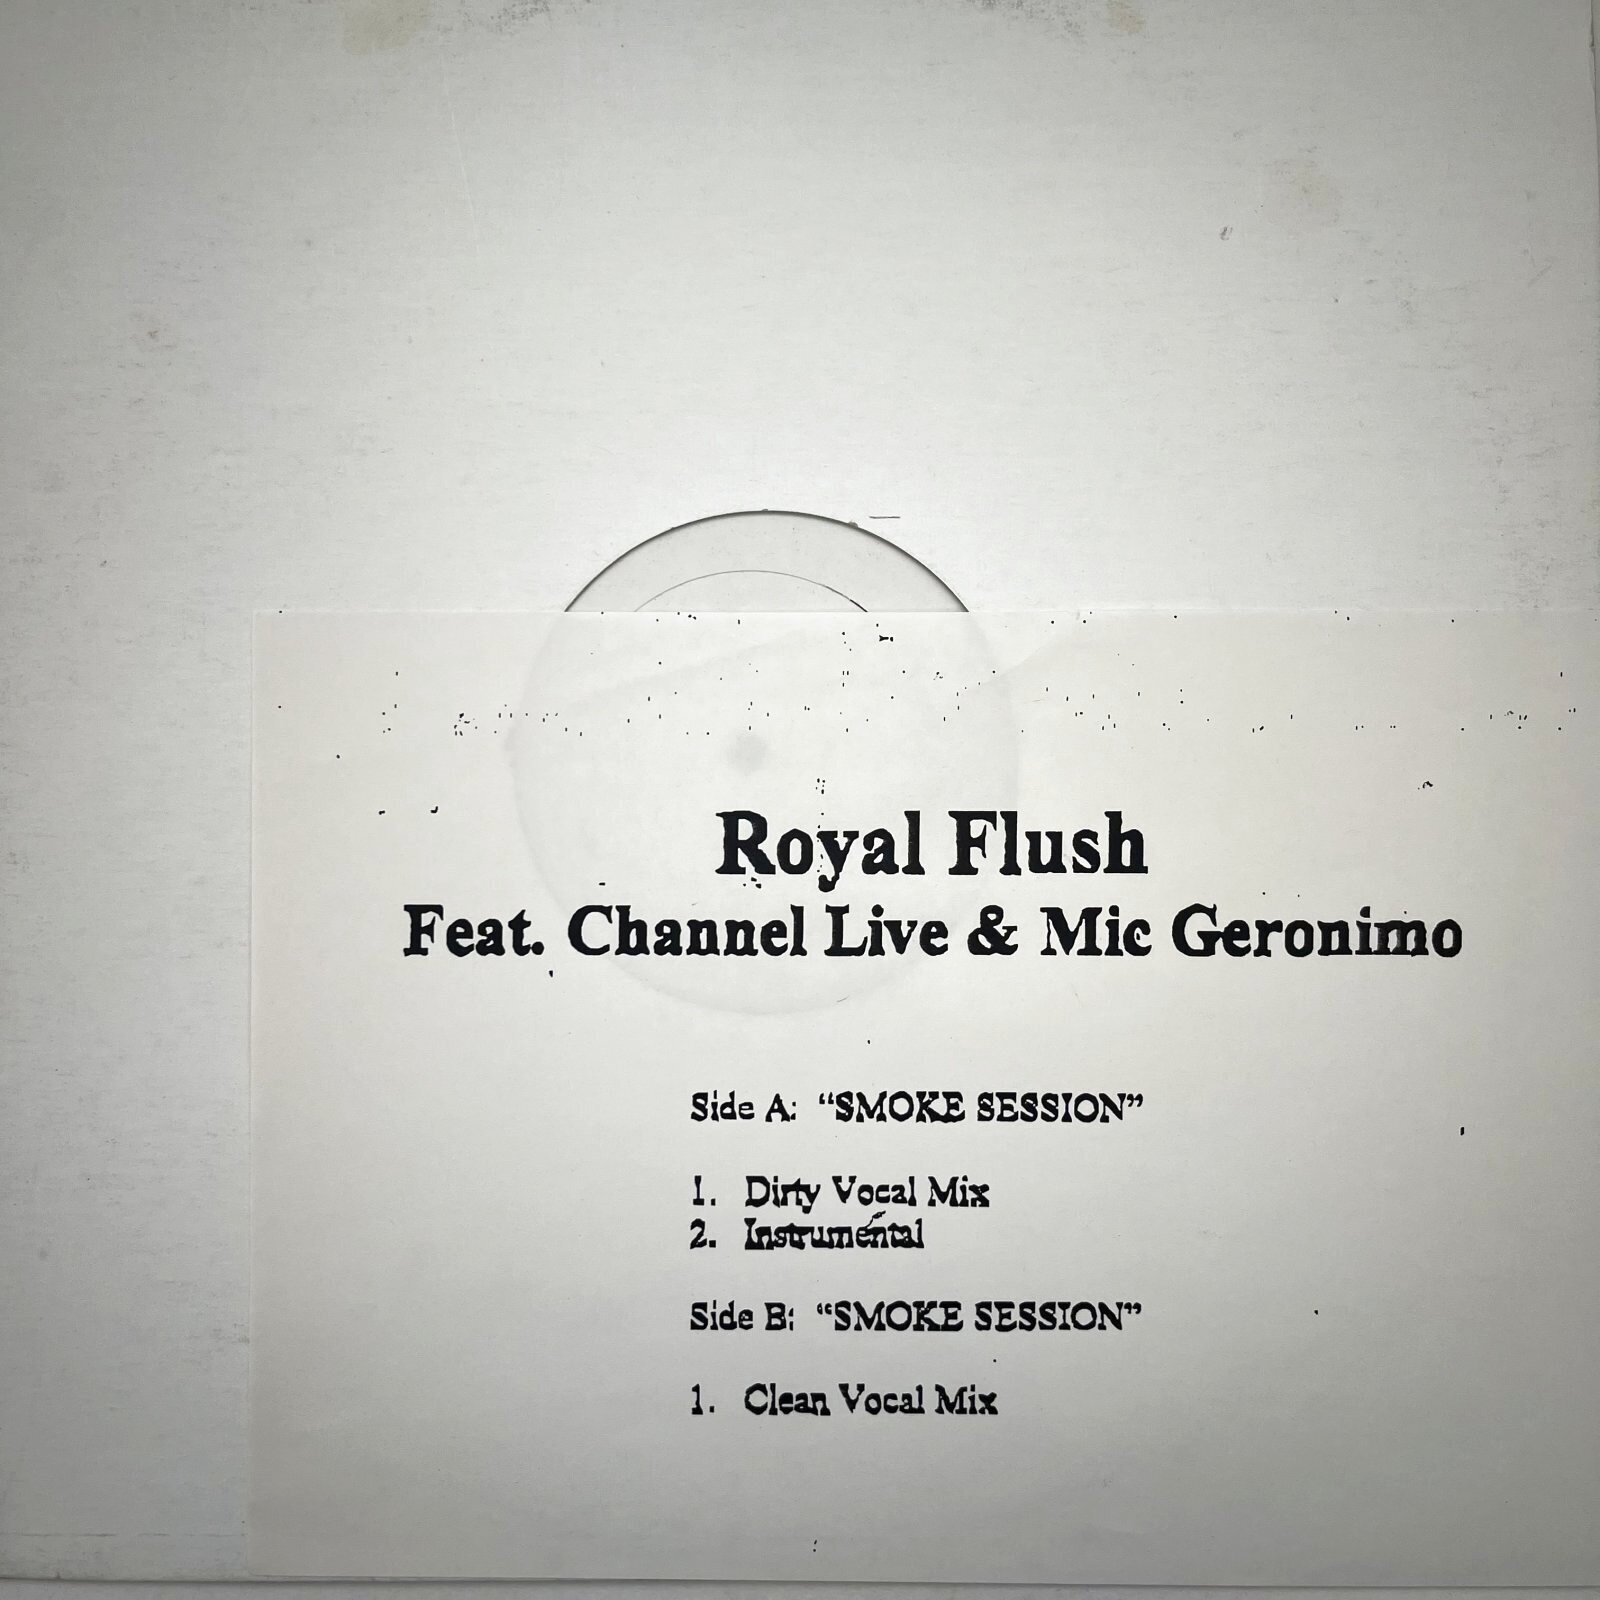 Royal Flush
Feat. Channel Live & Mic Geronimo
Side A: “SMOKE SESSION”
1. Dirty Vocal Mix
2. Instrumental
Side B: “SMOKE SESSION”
1. Clean Vocal Mix